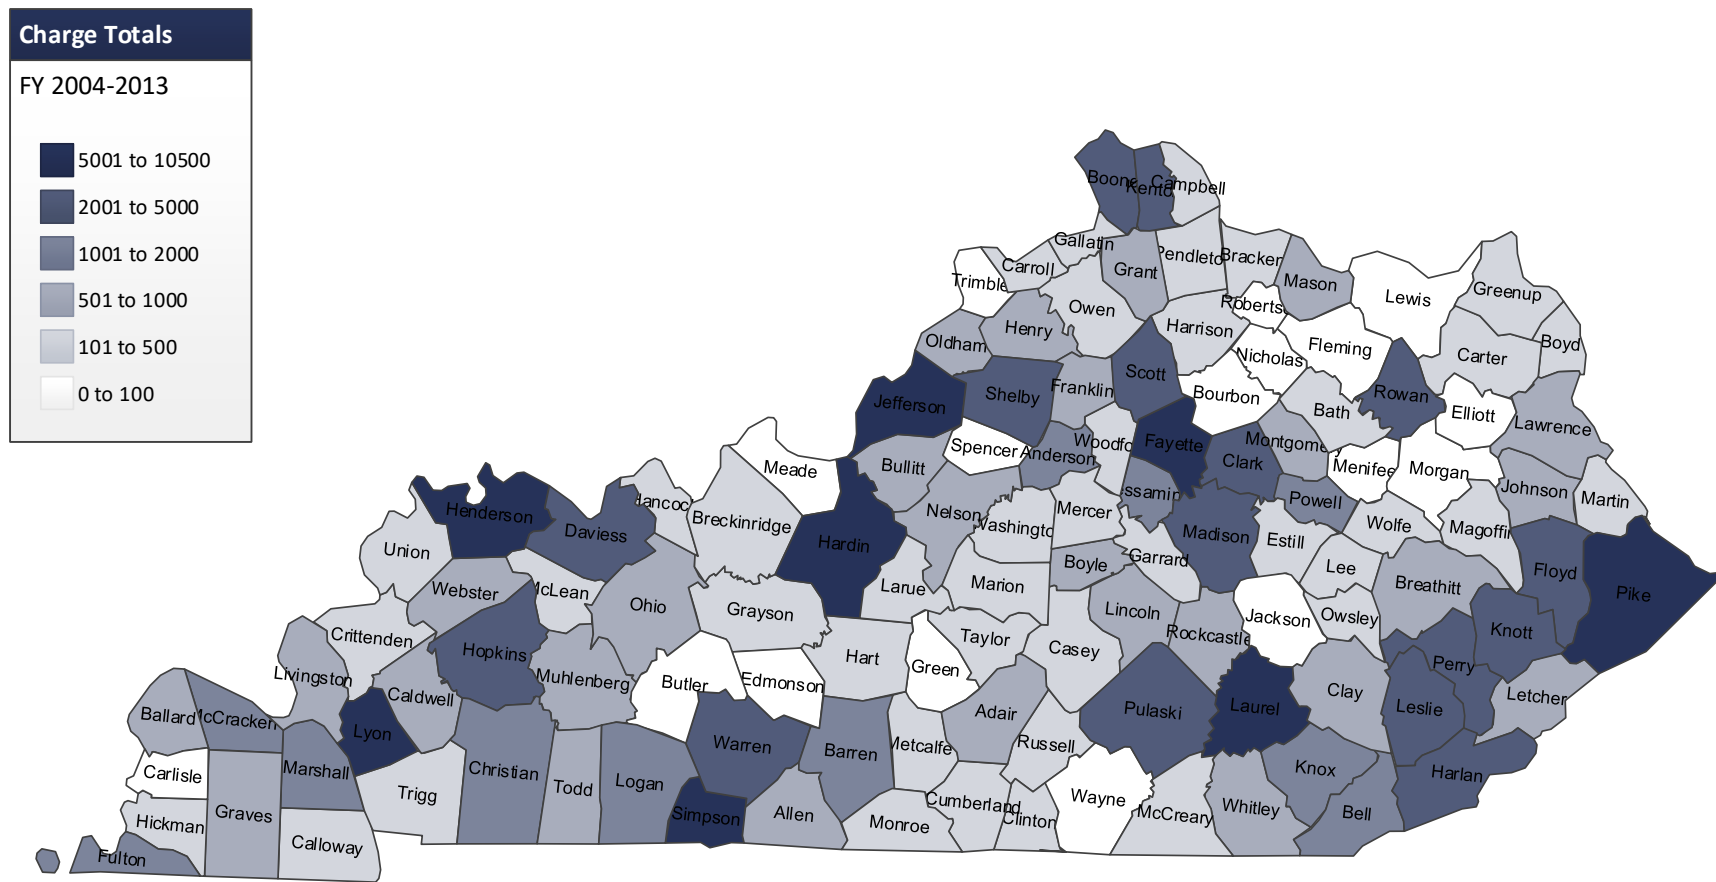 Charge Totals
FY 2004-2013
5001 to 10500
2001 to 5000
1001 to 2000
501 to 1000
101 to 500
0 to 100
Boone
Kento
Campbell
Gallatin
Carroll
Trimble
Grant
Pendleto
Bracken
Mason
Lewis
Greenup
Owen
Roberts
Henry
Harrison
Oldham
Nicholas
Fleming
Carter
Boyd
Scott
Shelby
Franklin
Bourbon
Rowan
Jefferson
Bath
Elliott
Lawrence
Spencer
Anderson
Woodfo
Fayette
Montgome
Clark
Menifee
Morgan
Meade
Bullitt
ssamin
Powell
Johnson
Martin
Hancoc
Breckinridge
Henderson
Daviess
Nelson
Washingto
Mercer
Madison
Estill
Wolfe
Magoffin
Union
Hardin
Boyle
Garrard
Lee
Breathitt
Floyd
Pike
Webster
McLean
Ohio
Grayson
Larue
Marion
Lincoln
Rockcastle
Jackson
Owsley
Knott
Crittenden
Hopkins
Hart
Taylor
Green
Casey
Perry
Livingston
Caldwell
Muhlenberg
Butler
Edmonson
Clay
Letcher
Ballard
McCracken
Lyon
Adair
Pulaski
Laurel
Leslie
Warren
Barren
Metcalfe
Russell
Carlisle
Marshall
Christian
Todd
Logan
Knox
Harlan
Trigg
Wayne
Hickman
Graves
Simpson
Allen
Cumberland
Clinton
McCreary
Whitley
Bell
Calloway
Monroe
Fulton